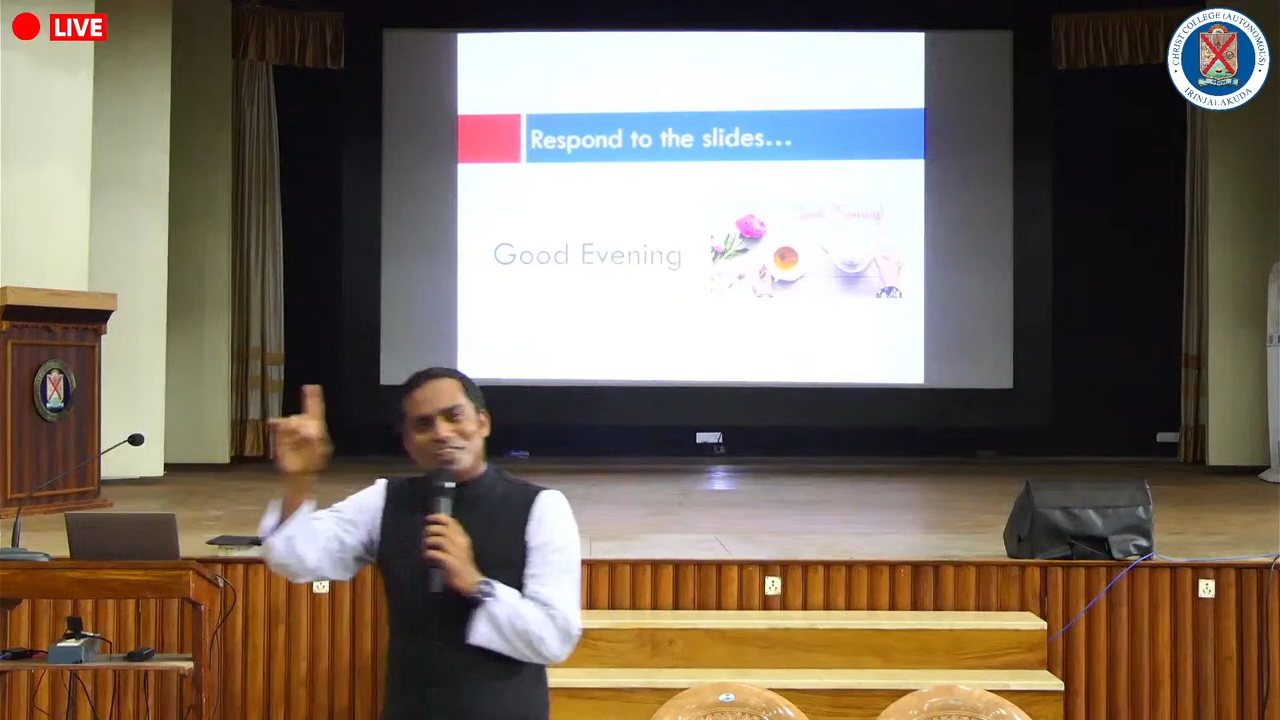 LIVE
CHRIST COLLEGE (AUTONOMOUS)
IRINJALAKUDA
Respond to the slides...
Good Evening